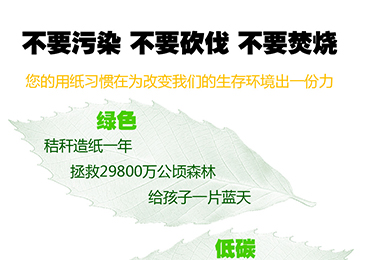 不要污染 不要砍伐 不要焚烧
您的用纸习惯在为改变我们的生存环境出一份力
绿色
秸秆造纸一年
拯救29800万公顷森林
给孩子一片蓝天
低碳